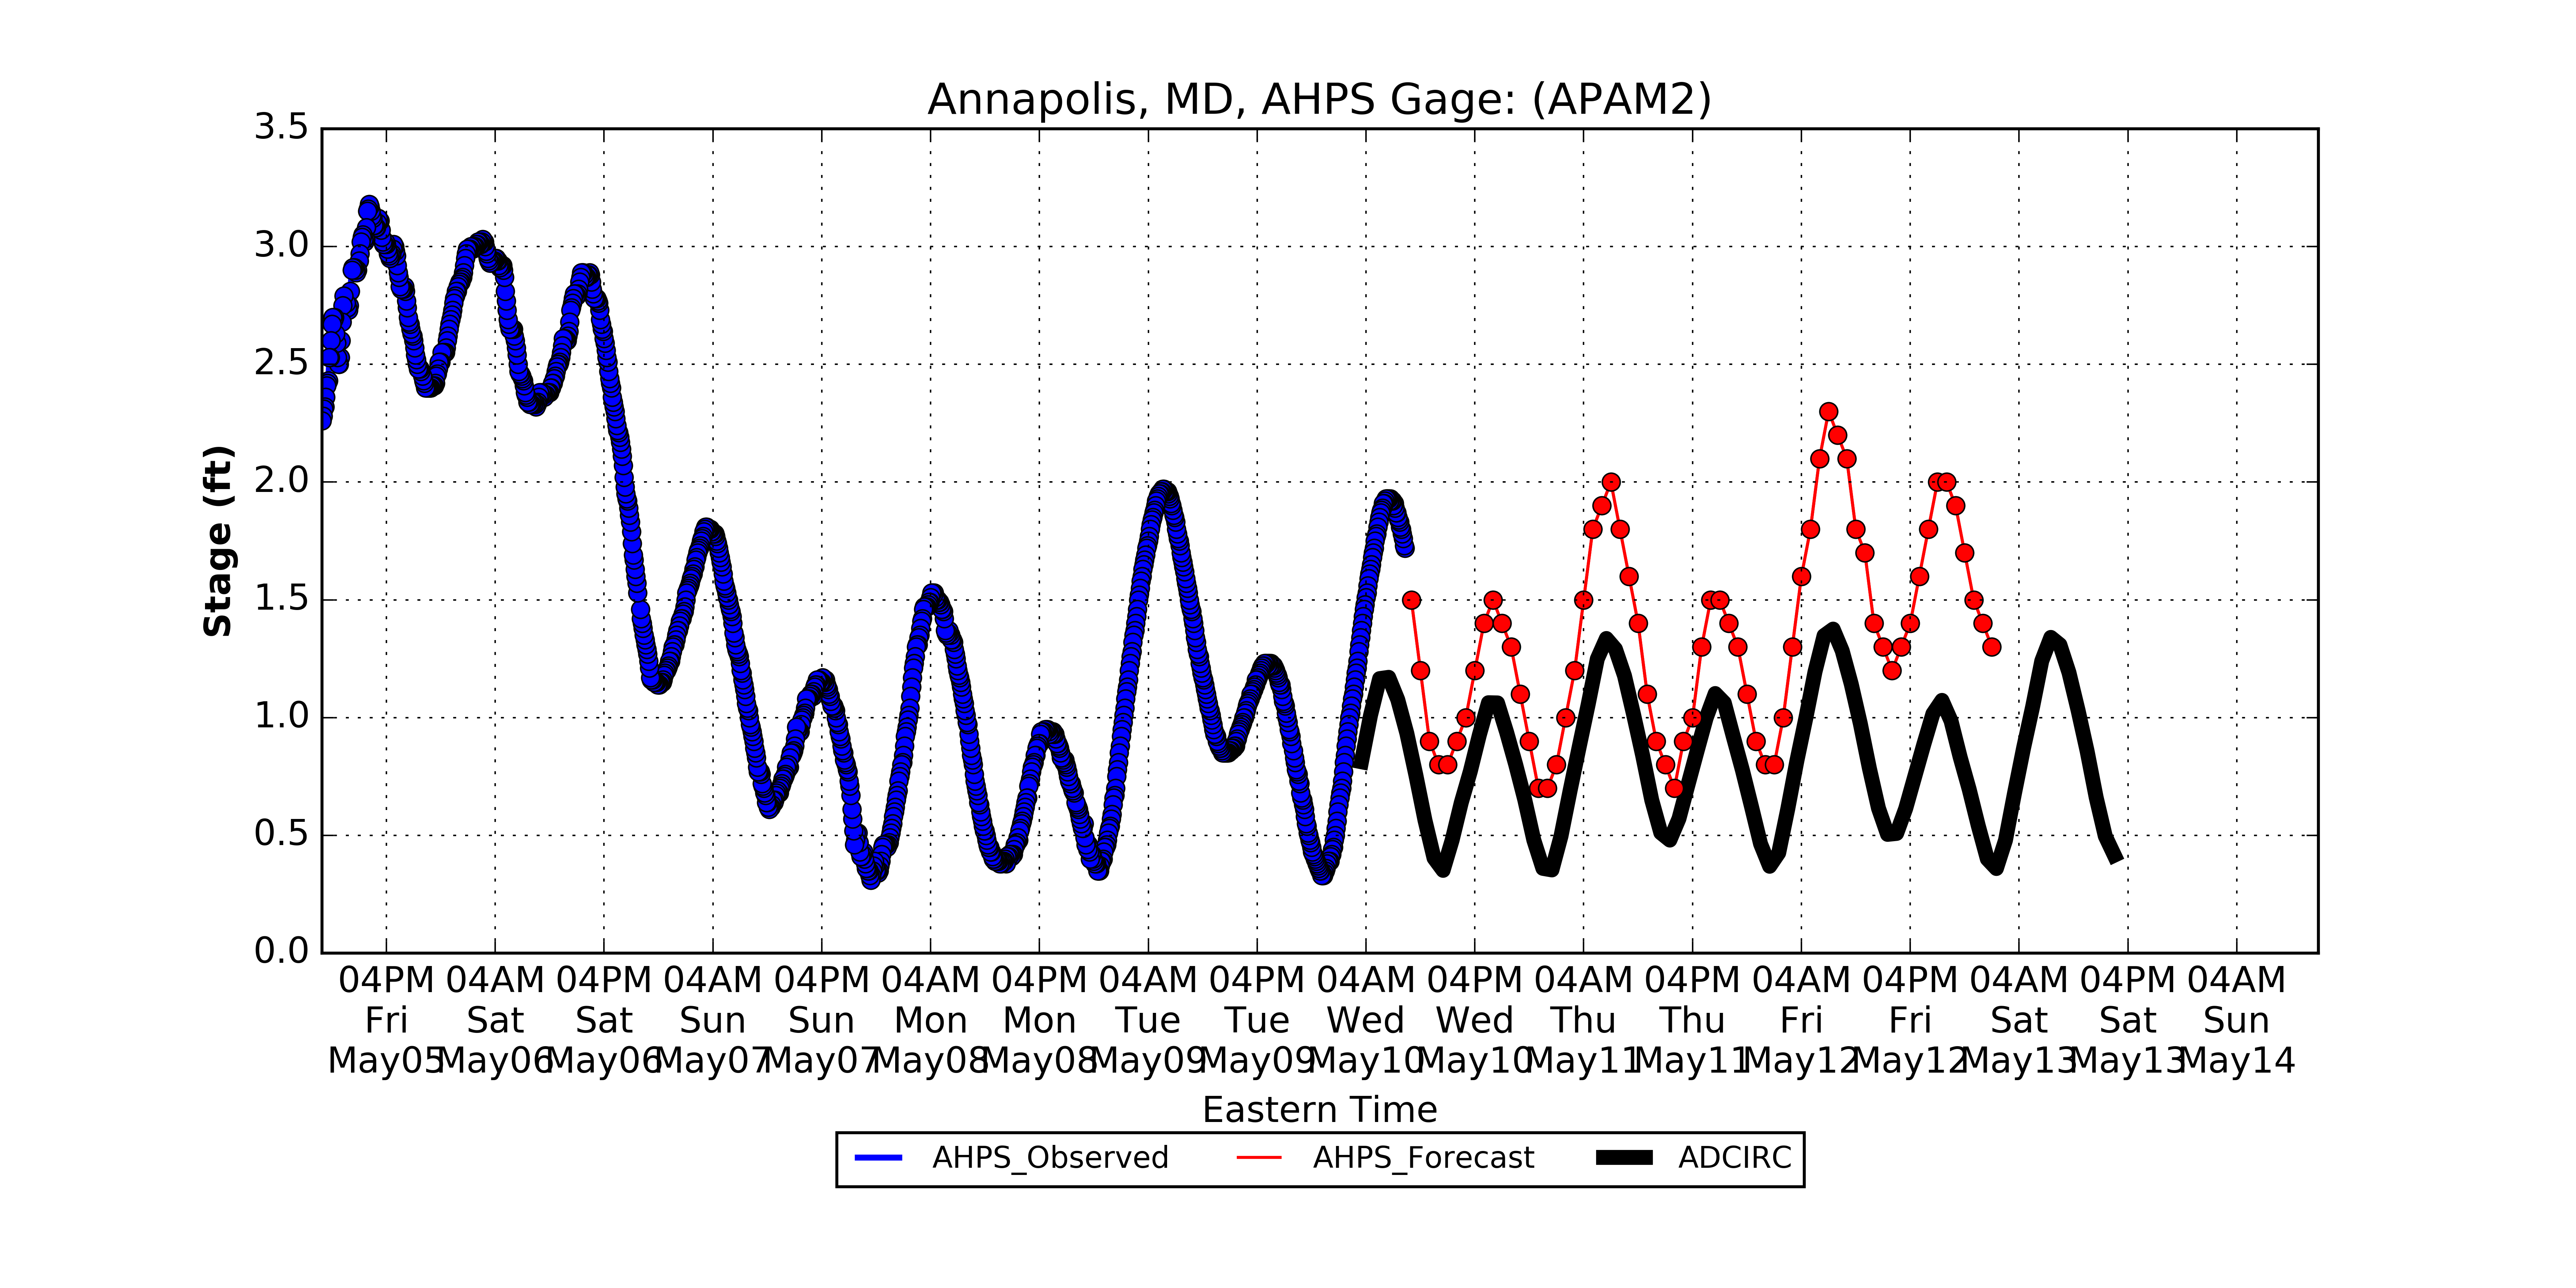 Annapolis, MD, AHPS Gage: (APAM2)
3.5
3.0
2.5
2.0
1.5
1.0
0.5
0.0
Stage (ft)
04PM 04AM 04PM 04AM 04PM 04AM 04PM 04AM 04PM 04AM 04PM 04AM 04PM 04AM 04PM 04AM 04PM 04AM
Fri Sat Sat Sun Sun Mon Mon Tue Tue Wed Wed Thu Thu Fri Fri Sat Sat Sun
May05 May06 May06 May07 May07 May08 May08 May09 May09 May10 May10 May11 May11 May12 May12 May13 May13 May14
Eastern Time
AHPS_Observed AHPS_Forecast ADCIRC